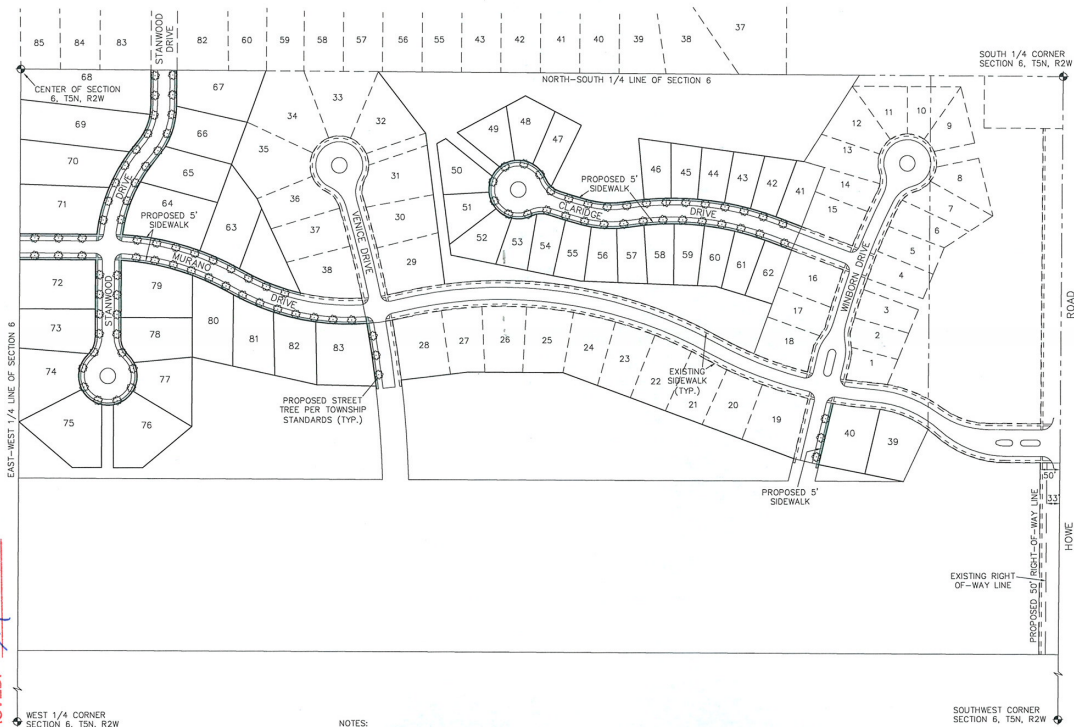 85
84
83
STANWOOD
DRIVE
82
60
59
58
57
56
55
43
42
41
40
39
38
37
SOUTH 1/4 CORNER
SECTION 6, T5N, R2W
NORTH-SOUTH 1/4 LINE OF SECTION 6
CENTER OF SECTION
6, T5N, R2W
68
67
69
66
70
65
71
64
63
DRIVE
PROPOSED 5'
SIDEWALK
MURANO
DRIVE
72
STANWOOD
79
73
78
74
77
75
76
80
81
82
83
33
34
32
35
31
36
30
37
29
38
VENICE DRIVE
49
48
47
50
51
52
53
54
55
56
57
58
59
60
61
62
46
45
44
43
42
41
PROPOSED 5'
SIDEWALK
CLARIDGE
DRIVE
12
11
10
9
13
8
14
7
15
6
5
16
4
17
3
18
2
1
WINBORN DRIVE
28
27
26
25
24
23
22
21
20
19
40
39
EXISTING
SIDEWALK
(TYP.)
PROPOSED STREET
TREE PER TOWNSHIP
STANDARDS (TYP.)
PROPOSED 5'
SIDEWALK
EAST-WEST 1/4 LINE OF SECTION 6
ROAD
HOWE
50'
33'
PROPOSED 50' RIGHT-OF-WAY LINE
EXISTING RIGHT
OF-WAY LINE
WEST 1/4 CORNER
SECTION 6, T5N, R2W
NOTES:
SOUTHWEST CORNER
SECTION 6, T5N, R2W